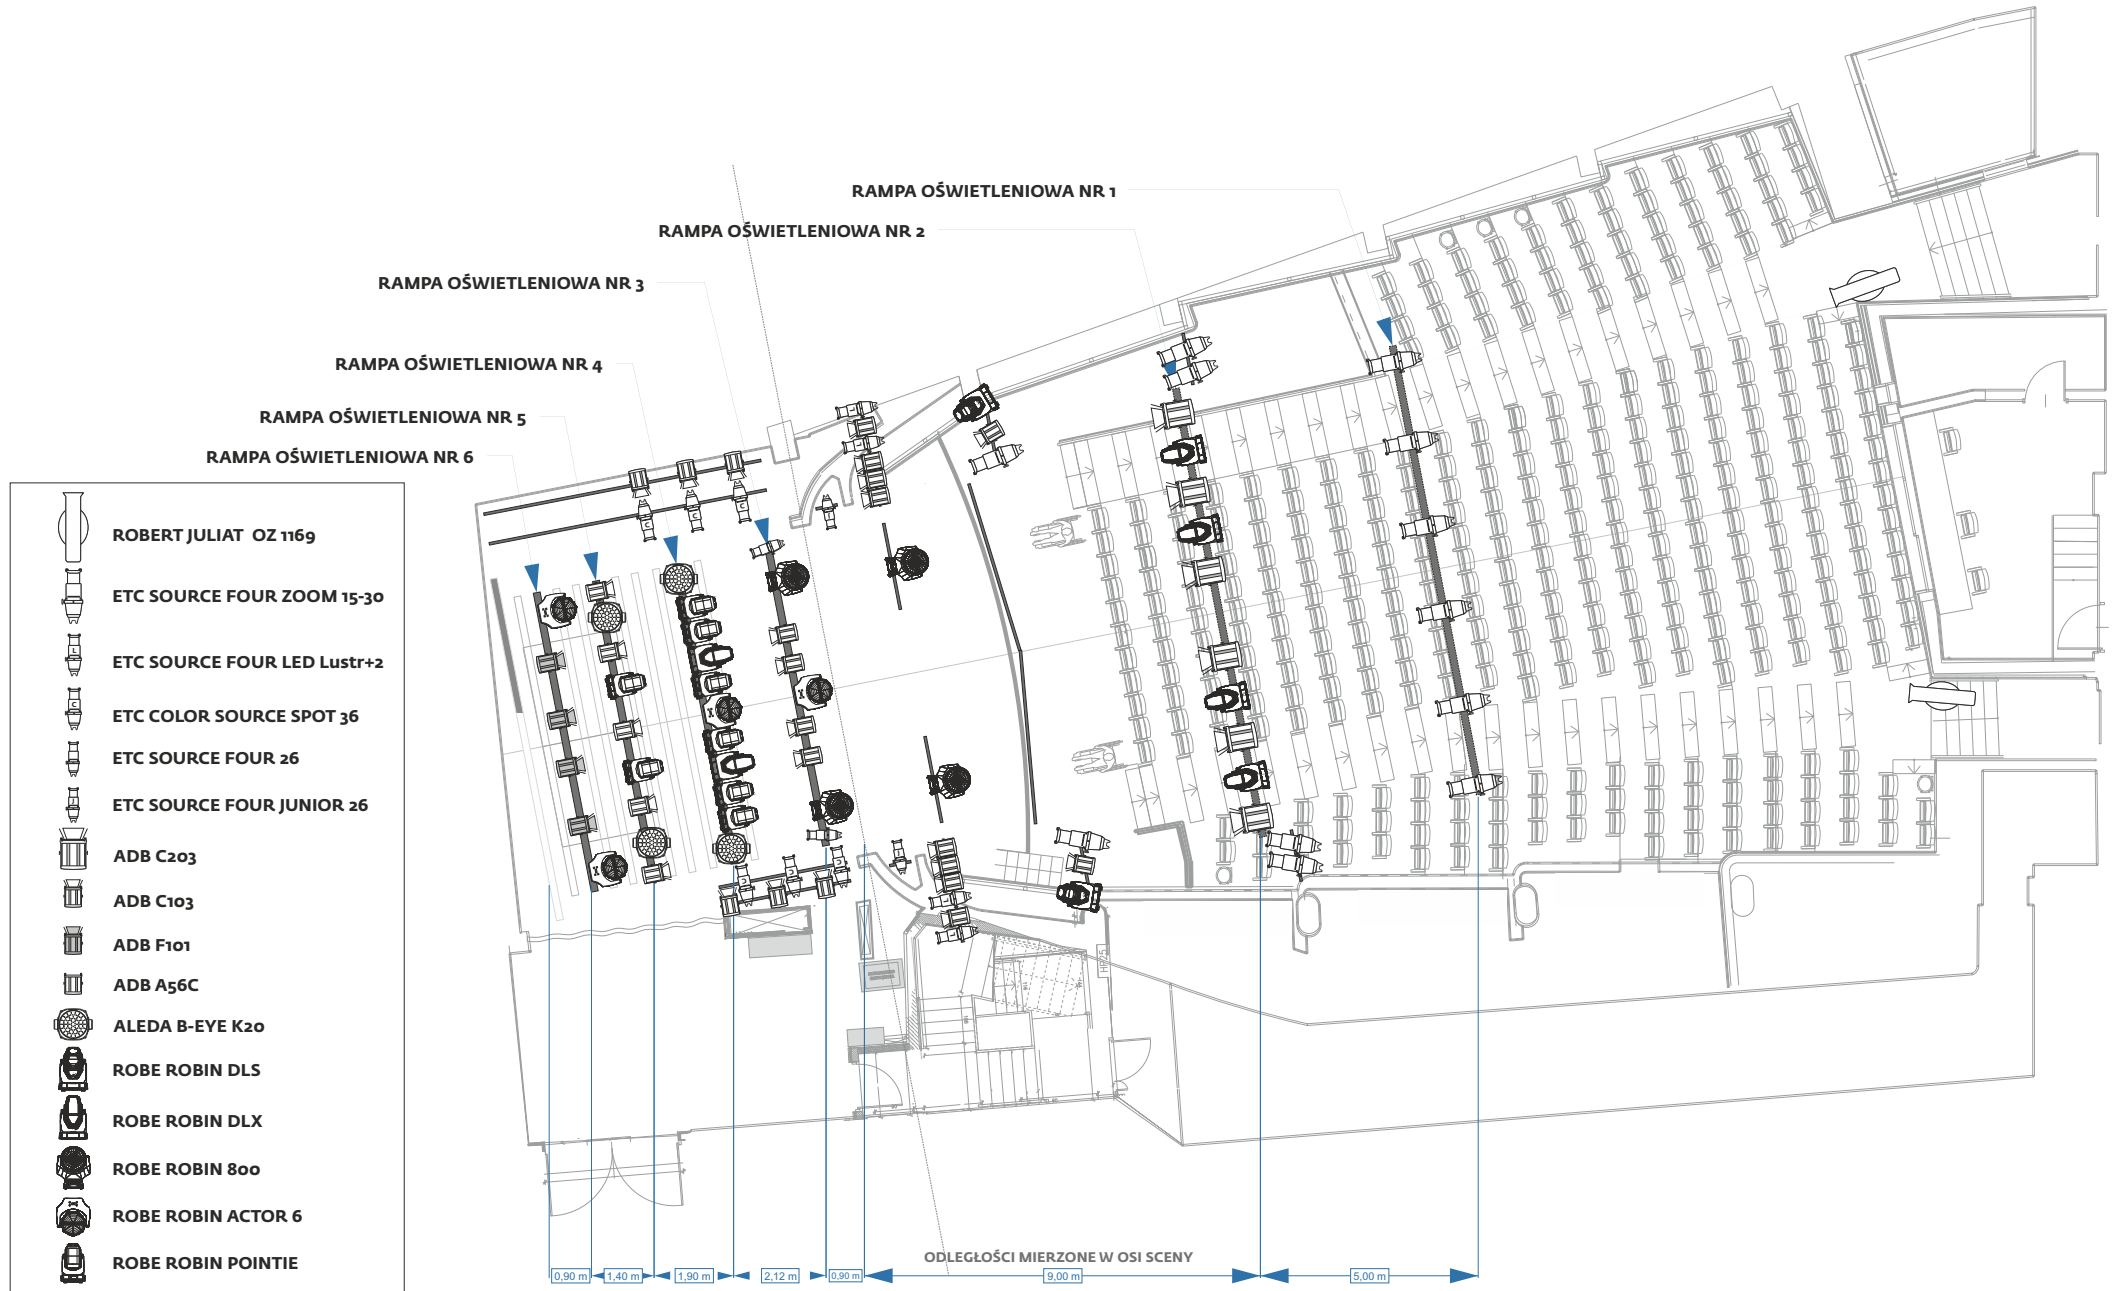 RAMPA OŚWIETLENIOWA NR 1
RAMPA OŚWIETLENIOWA NR 2
RAMPA OŚWIETLENIOWA NR 3
RAMPA OŚWIETLENIOWA NR 4
RAMPA OŚWIETLENIOWA NR 5
RAMPA OŚWIETLENIOWA NR 6
ROBERT JULIAT OZ 1169
ETC SOURCE FOUR ZOOM 15-30
ETC SOURCE FOUR LED Lustr+2
ETC COLOR SOURCE SPOT 36
ETC SOURCE FOUR 26
ETC SOURCE FOUR JUNIOR 26
ADB C203
ADB C103
ADB F101
ADB A56C
ALEDA B-EYE K20
ROBE ROBIN DLS
ROBE ROBIN DLX
ROBE ROBIN 800
ROBE ROBIN ACTOR 6
ROBE ROBIN POINTIE
HP25
ODLEGŁOŚCI MIERZONE W OSI SCENY
0,90 m
1,40 m
1,90 m
2,12 m
0,90 m
9,00 m
5,00 m